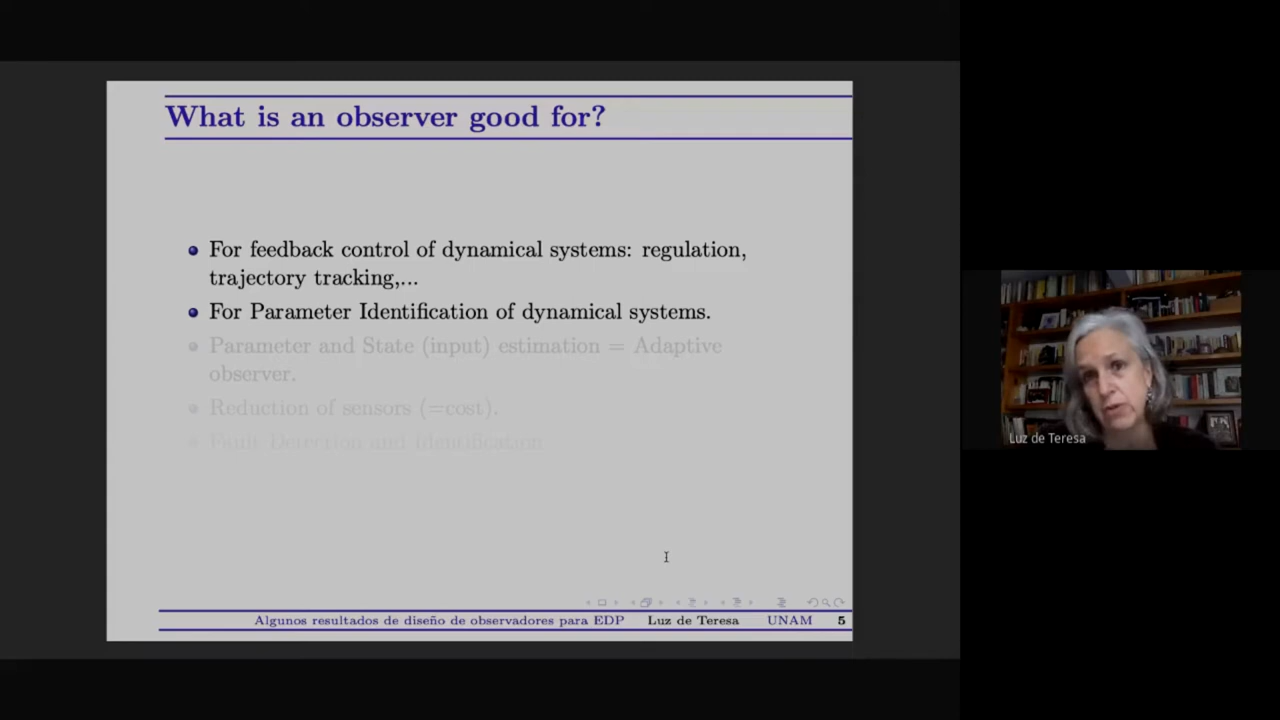 What is an observer good for?
For feedback control of dynamical systems: regulation,
trajectory tracking,...
For Parameter Identification of dynamical systems.
Parameter and State (input) estimation = Adaptive
observer.
Reduction of sensors (=cost).
Fault Detection and Identification
Luz de Teresa
Algunos resultados de diseño de observadores para EDP Luz de Teresa UNAM 5